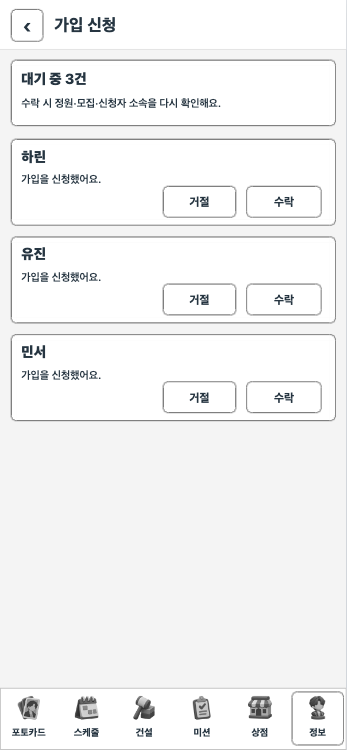 ‹ 가입 신청
대기 중 3건
수락 시 정원·모집·신청자 소속을 다시 확인해요.
하린
가입을 신청했어요.
거절 수락
유진
가입을 신청했어요.
거절 수락
민서
가입을 신청했어요.
거절 수락
포토카드 스케줄 건설 미션 상점 정보